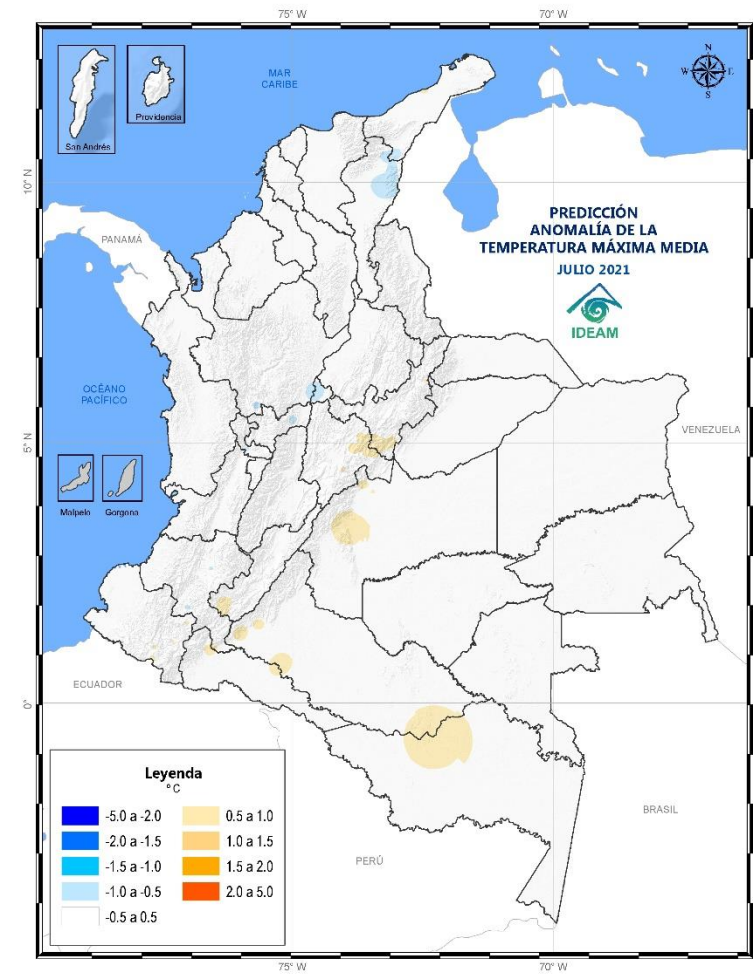 75° W
70° W
MAR
CARIBE
N
W
E
S
San Andrés
Providencia
10° N
PREDICCIÓN
ANOMALÍA DE LA
TEMPERATURA MÁXIMA MEDIA
JULIO 2021
IDEAM
PANAMÁ
OCÉANO
PACÍFICO
5° N
VENEZUELA
Malpelo
Gorgona
ECUADOR
0°
Leyenda
° C
-5.0 a -2.0
0.5 a 1.0
-2.0 a -1.5
1.0 a 1.5
-1.5 a -1.0
1.5 a 2.0
-1.0 a -0.5
2.0 a 5.0
-0.5 a 0.5
BRASIL
PERÚ
75° W
70° W